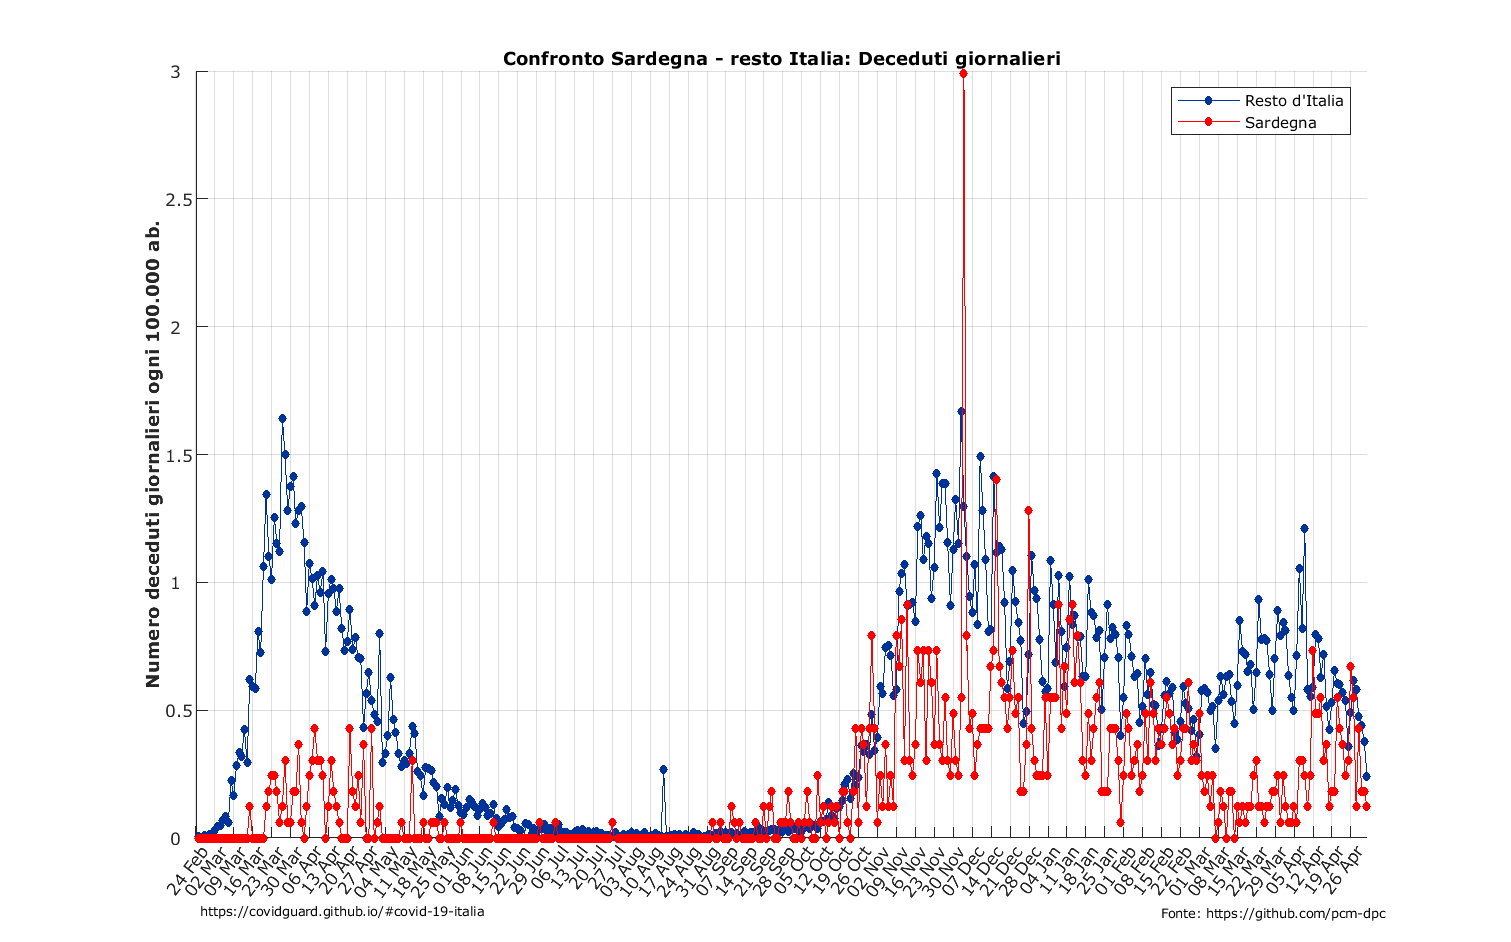 Confronto Sardegna - resto Italia: Deceduti giornalieri
Resto d'Italia
Sardegna
Numero deceduti giornalieri ogni 100.000 ab.
3
2.5
2
1.5
1
0.5
0
24 Feb
02 Mar
09 Mar
16 Mar
23 Mar
30 Mar
06 Apr
13 Apr
20 Apr
27 Apr
04 May
11 May
18 May
25 May
01 Jun
08 Jun
15 Jun
22 Jun
29 Jun
06 Jul
13 Jul
20 Jul
27 Jul
03 Aug
10 Aug
17 Aug
24 Aug
31 Aug
07 Sep
14 Sep
21 Sep
28 Sep
05 Oct
12 Oct
19 Oct
26 Oct
02 Nov
09 Nov
16 Nov
23 Nov
30 Nov
07 Dec
14 Dec
21 Dec
28 Dec
04 Jan
11 Jan
18 Jan
25 Jan
01 Feb
08 Feb
15 Feb
22 Feb
01 Mar
08 Mar
15 Mar
22 Mar
29 Mar
05 Apr
12 Apr
19 Apr
26 Apr
https://covidguard.github.io/#covid-19-italia
Fonte: https://github.com/pcm-dpc